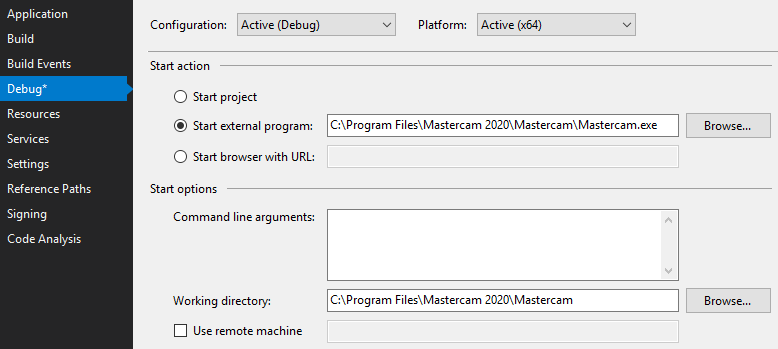 Application
Build
Build Events
Debug*
Resources
Services
Settings
Reference Paths
Signing
Code Analysis
Configuration: Active (Debug) Platform: Active (x64)
Start action
Start project
Start external program: C:\Program Files\Mastercam 2020\Mastercam\Mastercam.exe Browse...
Start browser with URL:
Start options
Command line arguments:
Working directory: C:\Program Files\Mastercam 2020\Mastercam Browse...
Use remote machine